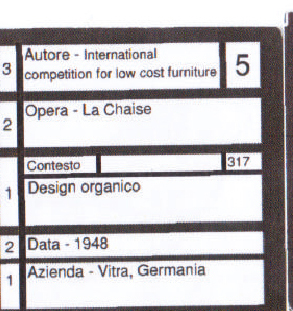 3 Autore - International
competition for low cost furniture 5
2 Opera - La Chaise
Contesto 317
1 Design organico
2 Data - 1948
1 Azienda - Vitra, Germania